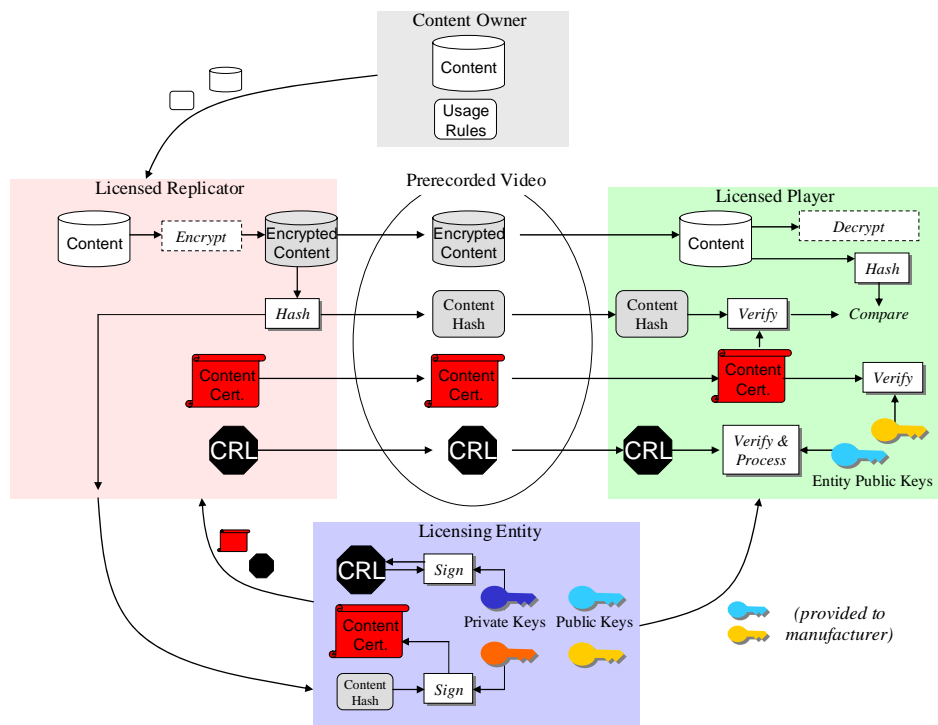 Content Owner
Content
Usage
Rules
Licensed Replicator
Content
Encrypt
Encrypted
Content
Hash
Content
Cert.
CRL
Prerecorded Video
Encrypted
Content
Content
Hash
Content
Cert.
CRL
Licensed Player
Content
Decrypt
Hash
Content
Hash
Verify
Compare
Content
Cert.
Verify
CRL
Verify &
Process
Entity Public Keys
Licensing Entity
CRL
Sign
Private Keys
Public Keys
Content
Cert.
Content
Hash
Sign
(provided to
manufacturer)